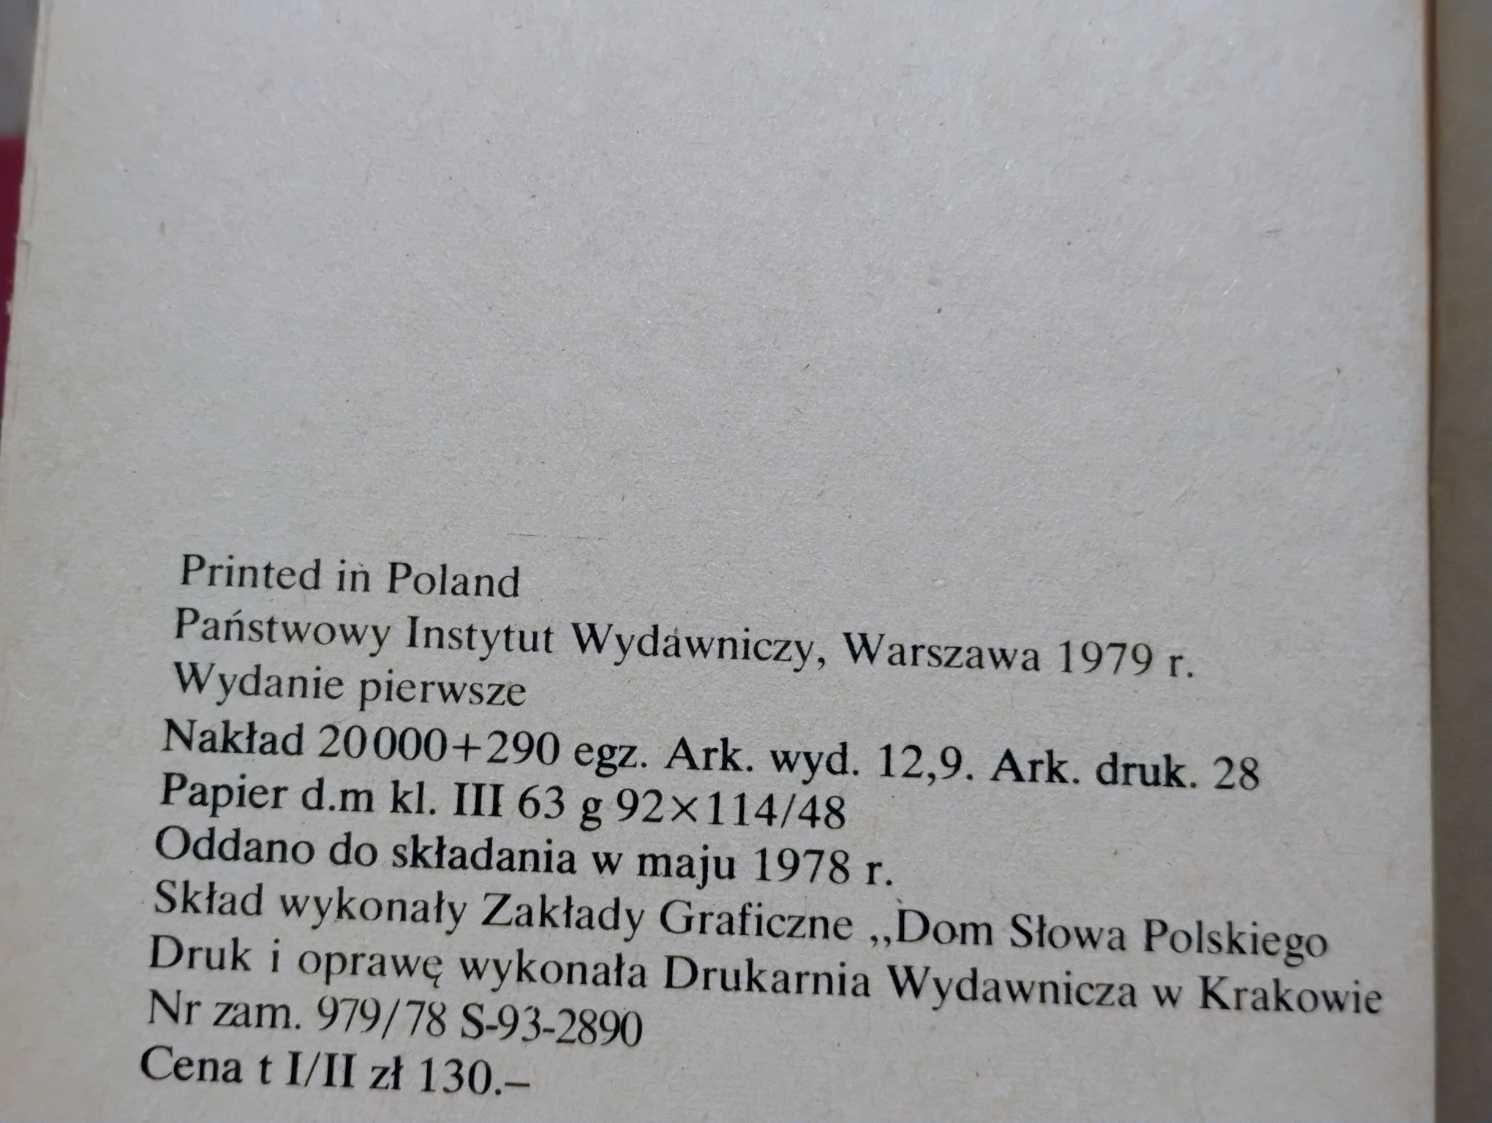 Printed in Poland
Państwowy Instytut Wydawniczy, Warszawa 1979 r.
Wydanie pierwsze
Nakład 20000+290 egz. Ark. wyd. 12,9. Ark. druk. 28
Papier d.m kl. III 63 g 92×114/48
Oddano do składania w maju 1978 r.
Skład wykonały Zakłady Graficzne ,,Dom Słowa Polskiego
Druk i oprawę wykonała Drukarnia Wydawnicza w Krakowie
Nr zam. 979/78 S-93-2890
Cena t I/II zł 130.–